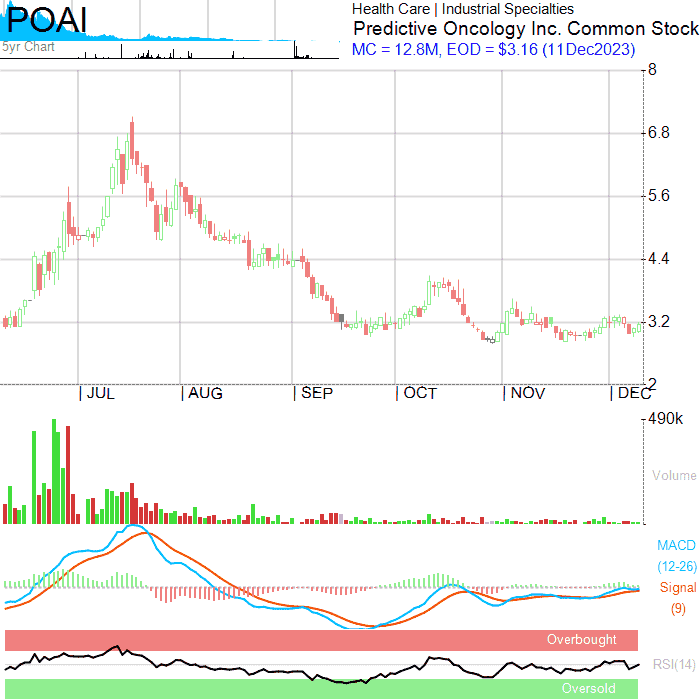 POAI
5yr Chart
Health Care | Industrial Specialties
Predictive Oncology Inc. Common Stock
MC = 12.8M, EOD = $3.16 (11Dec2023)
8
6.8
5.6
4.4
3.2
2
JUL AUG SEP OCT NOV DEC
490k
Volume
MACD
(12-26)
Signal
(9)
Overbought
RSI(14)
Oversold